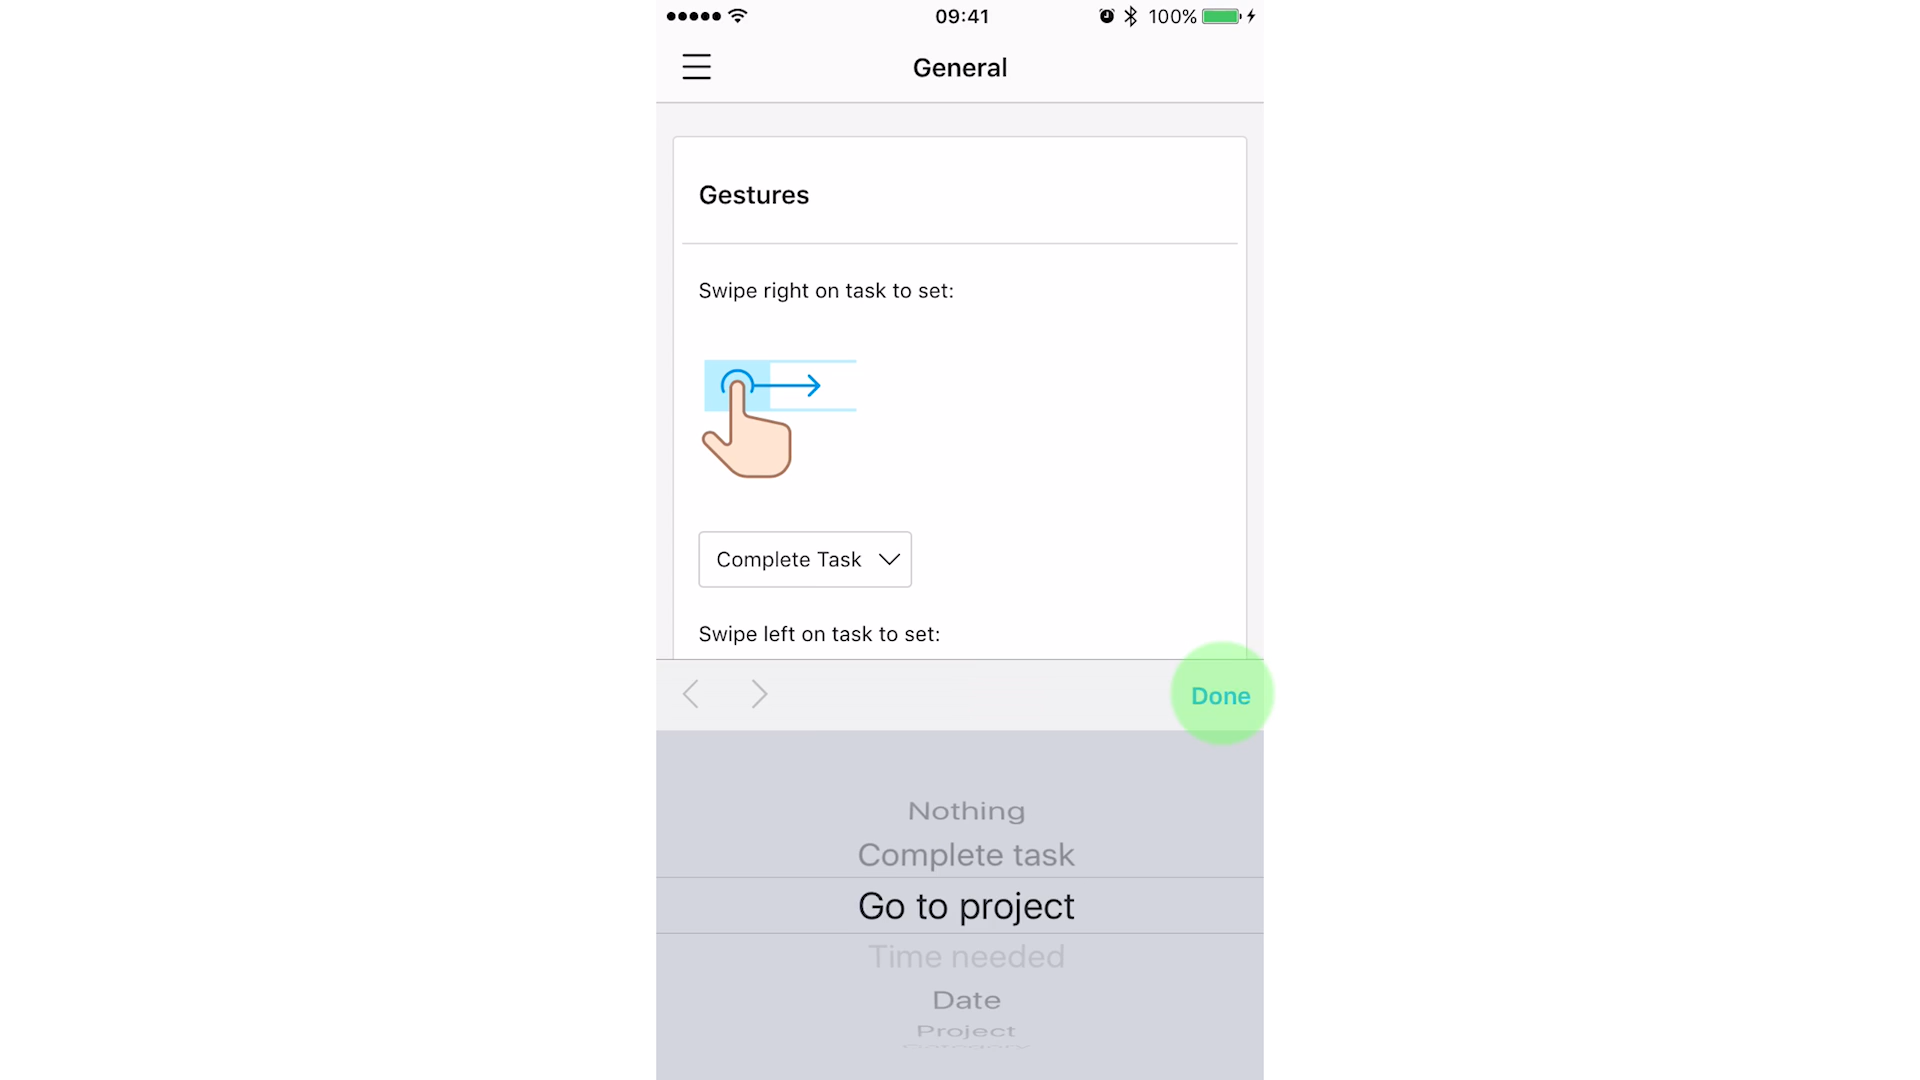 09:41
100%
General
Gestures
Swipe right on task to set:
Complete Task
Swipe left on task to set:
Done
Nothing
Complete task
Go to project
Time needed
Date
Project
Category